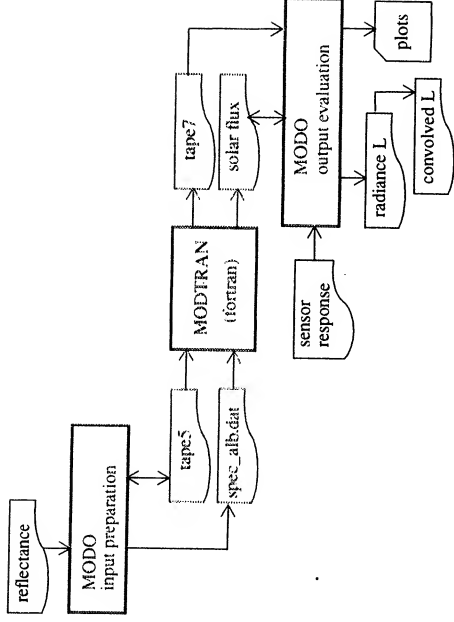 reflectance
MODO
input preparation
tape5
spec_alb.dat
MODTRAN
(fortran)
tape7
solar flux
sensor
response
MODO
output evaluation
plots
radiance L
convolved L